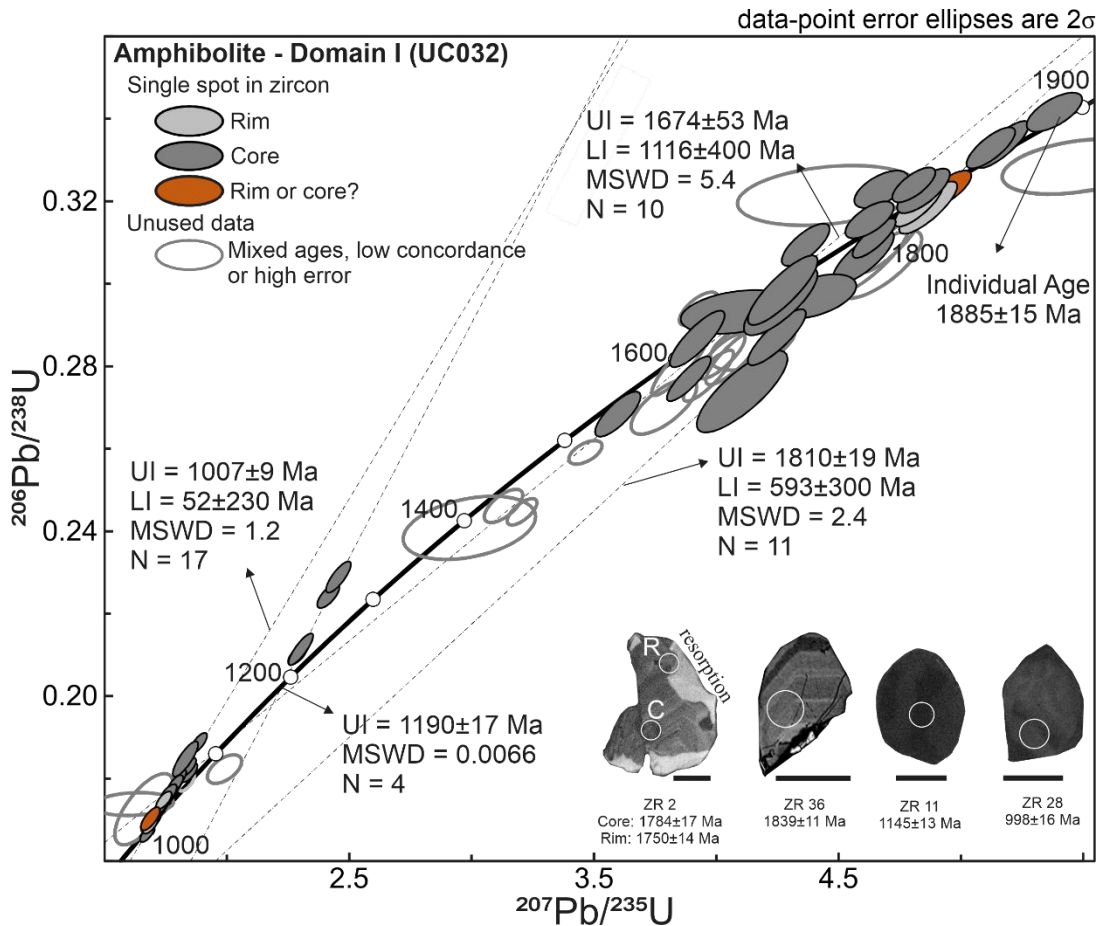 data-point error ellipses are 2σ
Amphibolite - Domain I (UC032)
Single spot in zircon
Rim
Core
Rim or core?
Unused data
Mixed ages, low concordance
or high error
UI = 1674±53 Ma
LI = 1116±400 Ma
MSWD = 5.4
N = 10
1900
1800
Individual Age
1885±15 Ma
1600
UI = 1810±19 Ma
LI = 593±300 Ma
MSWD = 2.4
N = 11
1400
UI = 1007±9 Ma
LI = 52±230 Ma
MSWD = 1.2
N = 17
1200
UI = 1190±17 Ma
MSWD = 0.0066
N = 4
1000
0.32
0.28
0.24
0.20
²⁰⁶Pb/²³⁸U
R
C
resorption
ZR 2
Core: 1784±17 Ma
Rim: 1750±14 Ma
ZR 36
1839±11 Ma
ZR 11
1145±13 Ma
ZR 28
998±16 Ma
2.5
3.5
4.5
²⁰⁷Pb/²³⁵U